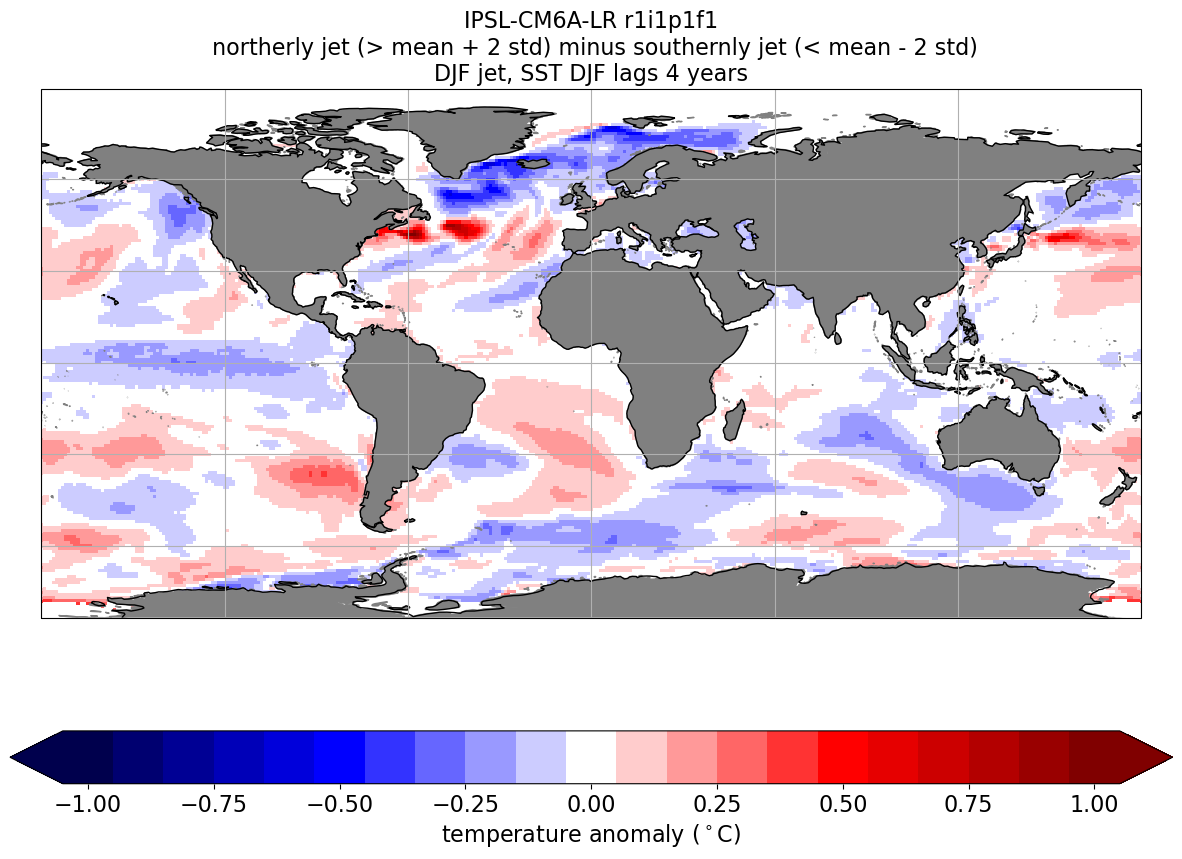 IPSL-CM6A-LR r1i1p1f1
northerly jet (> mean + 2 std) minus southernly jet (< mean - 2 std)
DJF jet, SST DJF lags 4 years
−1.00 −0.75 −0.50 −0.25 0.00 0.25 0.50 0.75 1.00
temperature anomaly (°C)